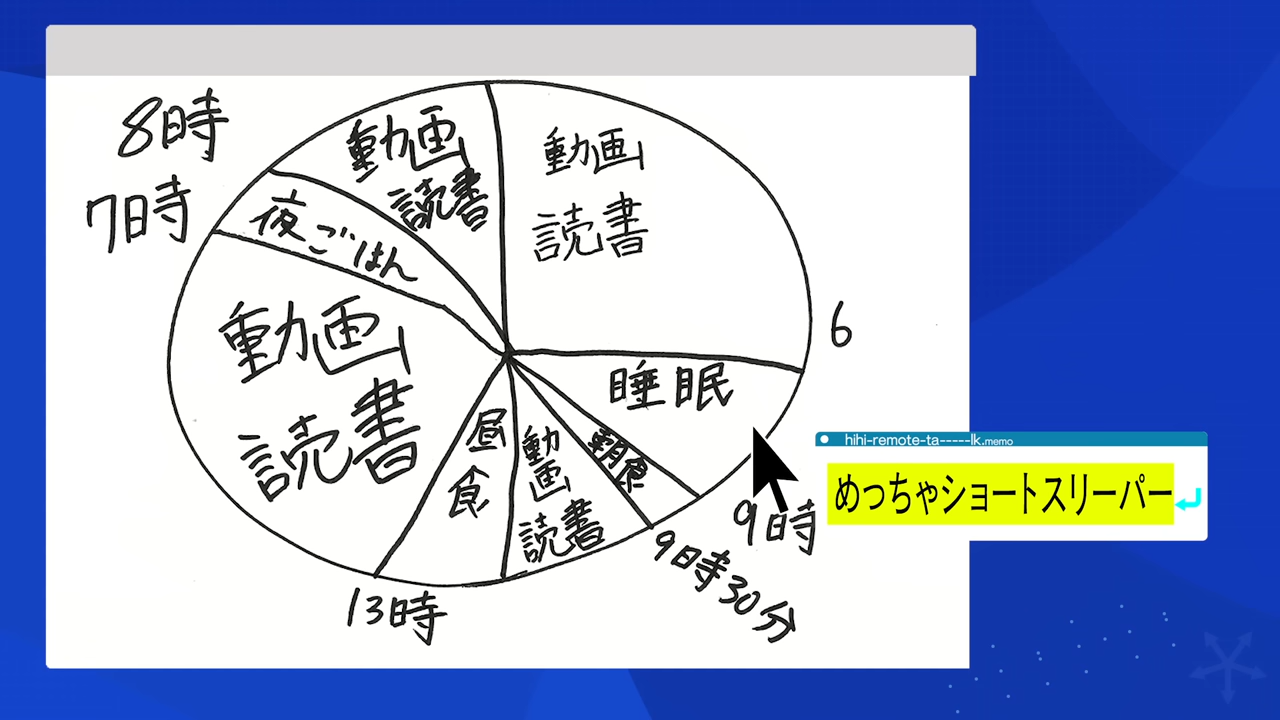 8時
動画
読書
動画
読書
7時
夜ごはん
動画
読書
6
睡眠
昼
食
動
画
読書
朝食
hihi-remote-ta-----lk.memo
めっちゃショートスリーパー
9時
9時30分
13時